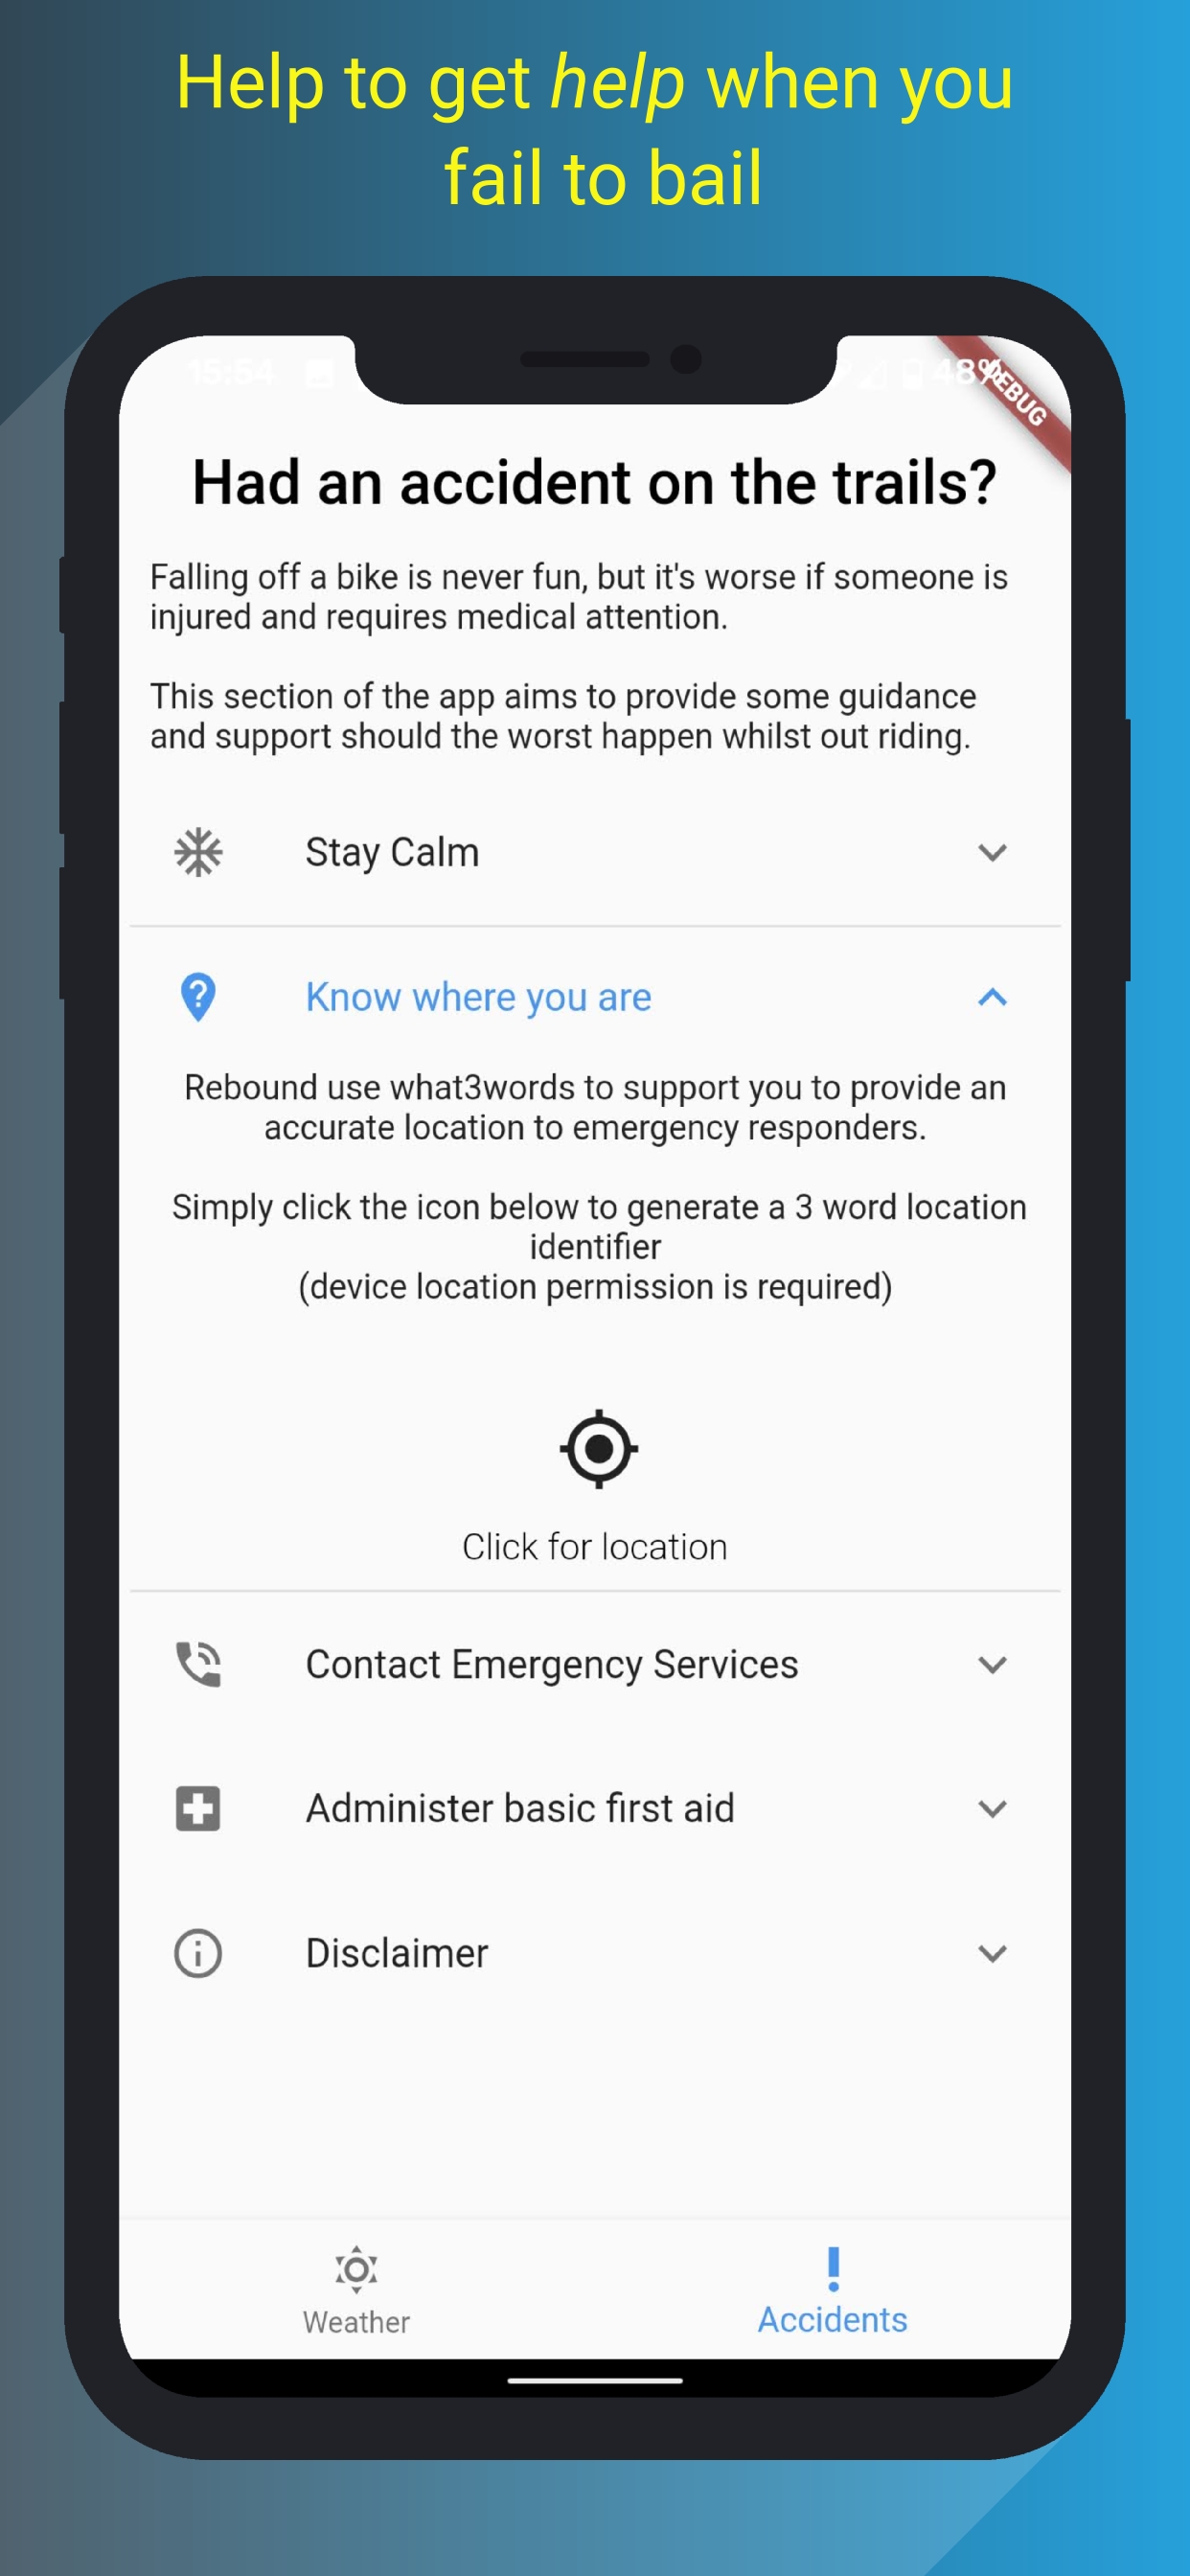 Help to get help when you
fail to bail
15:54
48%
DEBUG
Had an accident on the trails?
Falling off a bike is never fun, but it's worse if someone is
injured and requires medical attention.
This section of the app aims to provide some guidance
and support should the worst happen whilst out riding.
Stay Calm
Know where you are
Rebound use what3words to support you to provide an
accurate location to emergency responders.
Simply click the icon below to generate a 3 word location
identifier
(device location permission is required)
Click for location
Contact Emergency Services
Administer basic first aid
Disclaimer
Weather
Accidents